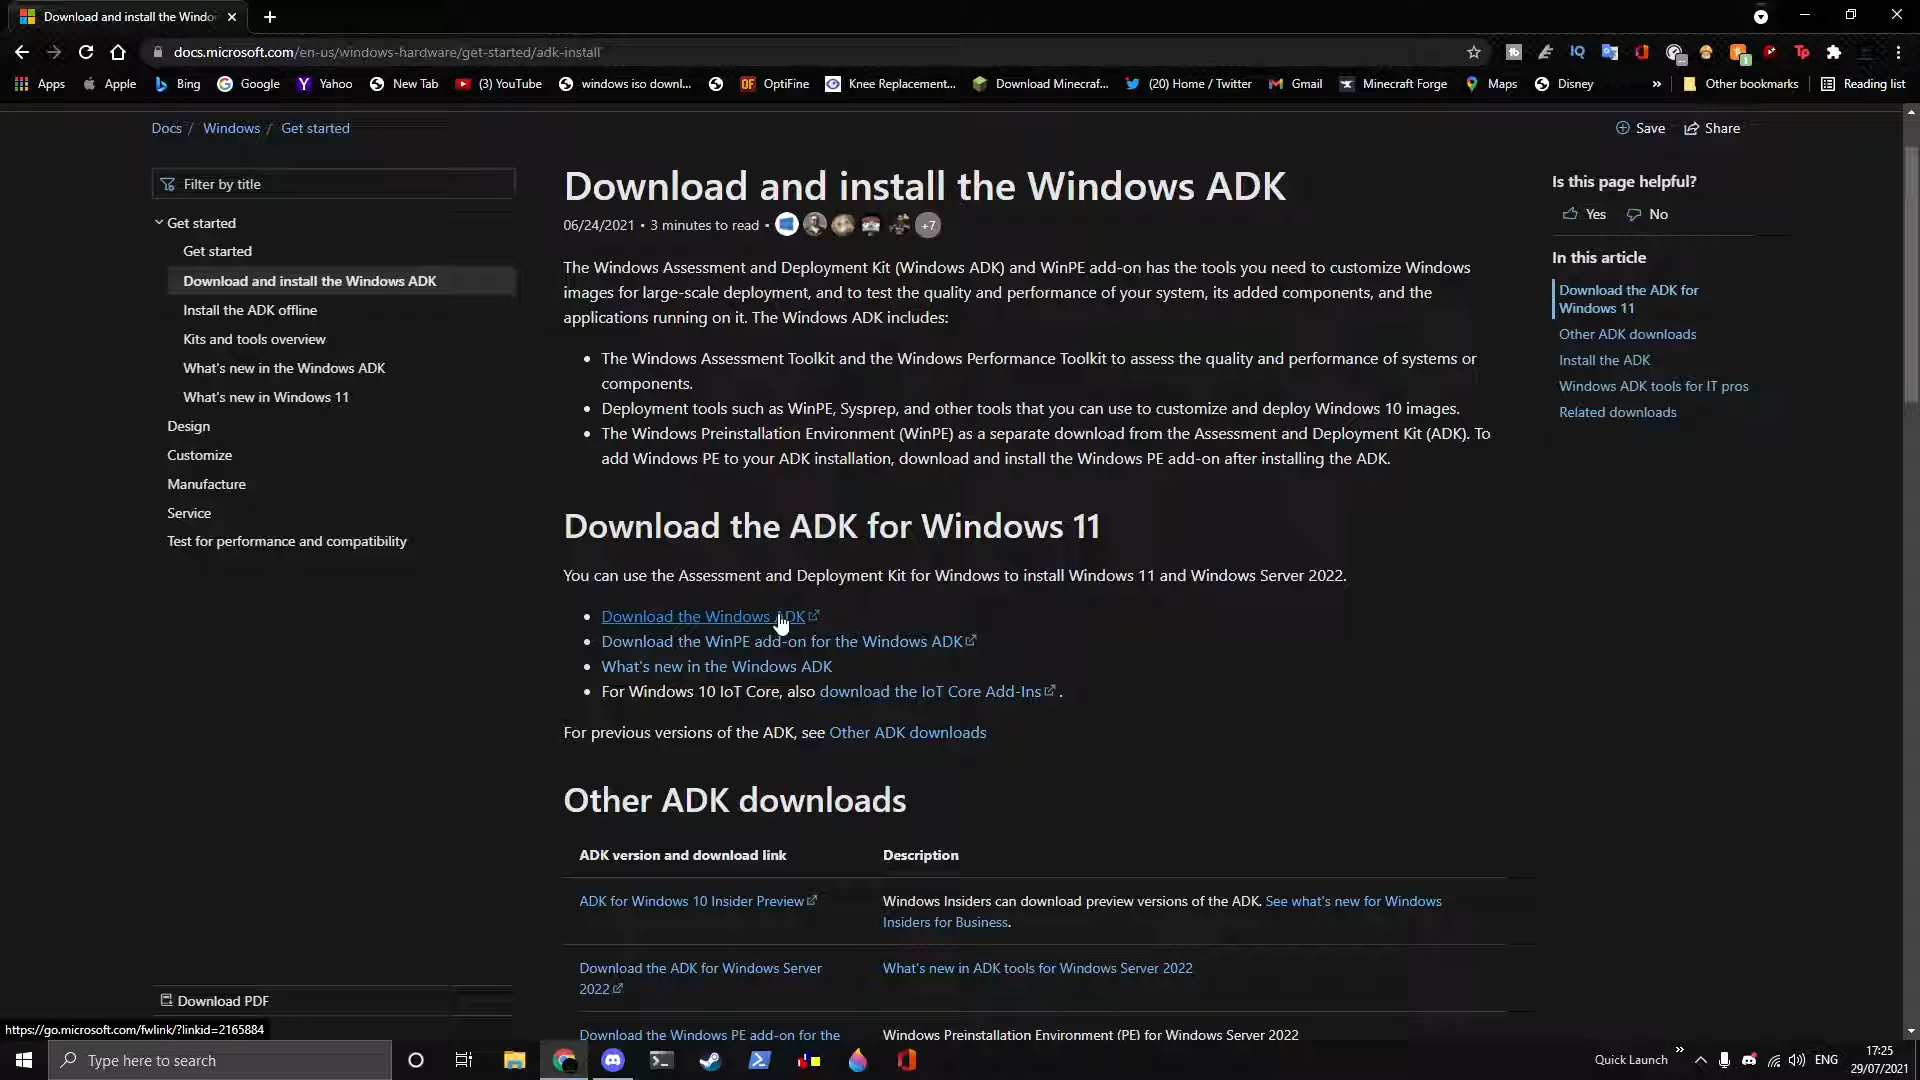 Download and install the Windo
docs.microsoft.com/en-us/windows-hardware/get-started/adk-install
Apps
Apple
Bing
Google
Yahoo
New Tab
(3) YouTube
windows iso downl...
OptiFine
Knee Replacement...
Download Minecraf...
(20) Home / Twitter
Gmail
Minecraft Forge
Maps
Disney
»
Other bookmarks
Reading list
Docs / Windows / Get started
Save
Share
Filter by title
Get started
Get started
Download and install the Windows ADK
Install the ADK offline
Kits and tools overview
What's new in the Windows ADK
What's new in Windows 11
Design
Customize
Manufacture
Service
Test for performance and compatibility
Download PDF
Download and install the Windows ADK
06/24/2021 • 3 minutes to read • +7
The Windows Assessment and Deployment Kit (Windows ADK) and WinPE add-on has the tools you need to customize Windows
images for large-scale deployment, and to test the quality and performance of your system, its added components, and the
applications running on it. The Windows ADK includes:
• The Windows Assessment Toolkit and the Windows Performance Toolkit to assess the quality and performance of systems or
components.
• Deployment tools such as WinPE, Sysprep, and other tools that you can use to customize and deploy Windows 10 images.
• The Windows Preinstallation Environment (WinPE) as a separate download from the Assessment and Deployment Kit (ADK). To
add Windows PE to your ADK installation, download and install the Windows PE add-on after installing the ADK.
Download the ADK for Windows 11
You can use the Assessment and Deployment Kit for Windows to install Windows 11 and Windows Server 2022.
• Download the Windows ADK
• Download the WinPE add-on for the Windows ADK
• What's new in the Windows ADK
• For Windows 10 IoT Core, also download the IoT Core Add-Ins .
For previous versions of the ADK, see Other ADK downloads
Other ADK downloads
ADK version and download link
Description
ADK for Windows 10 Insider Preview
Windows Insiders can download preview versions of the ADK. See what's new for Windows
Insiders for Business.
Download the ADK for Windows Server
2022
What's new in ADK tools for Windows Server 2022
Download the Windows PE add-on for the
Windows Preinstallation Environment (PE) for Windows Server 2022
Is this page helpful?
Yes
No
In this article
Download the ADK for
Windows 11
Other ADK downloads
Install the ADK
Windows ADK tools for IT pros
Related downloads
https://go.microsoft.com/fwlink/?linkid=2165884
Type here to search
Quick Launch
»
ENG
17:25
29/07/2021